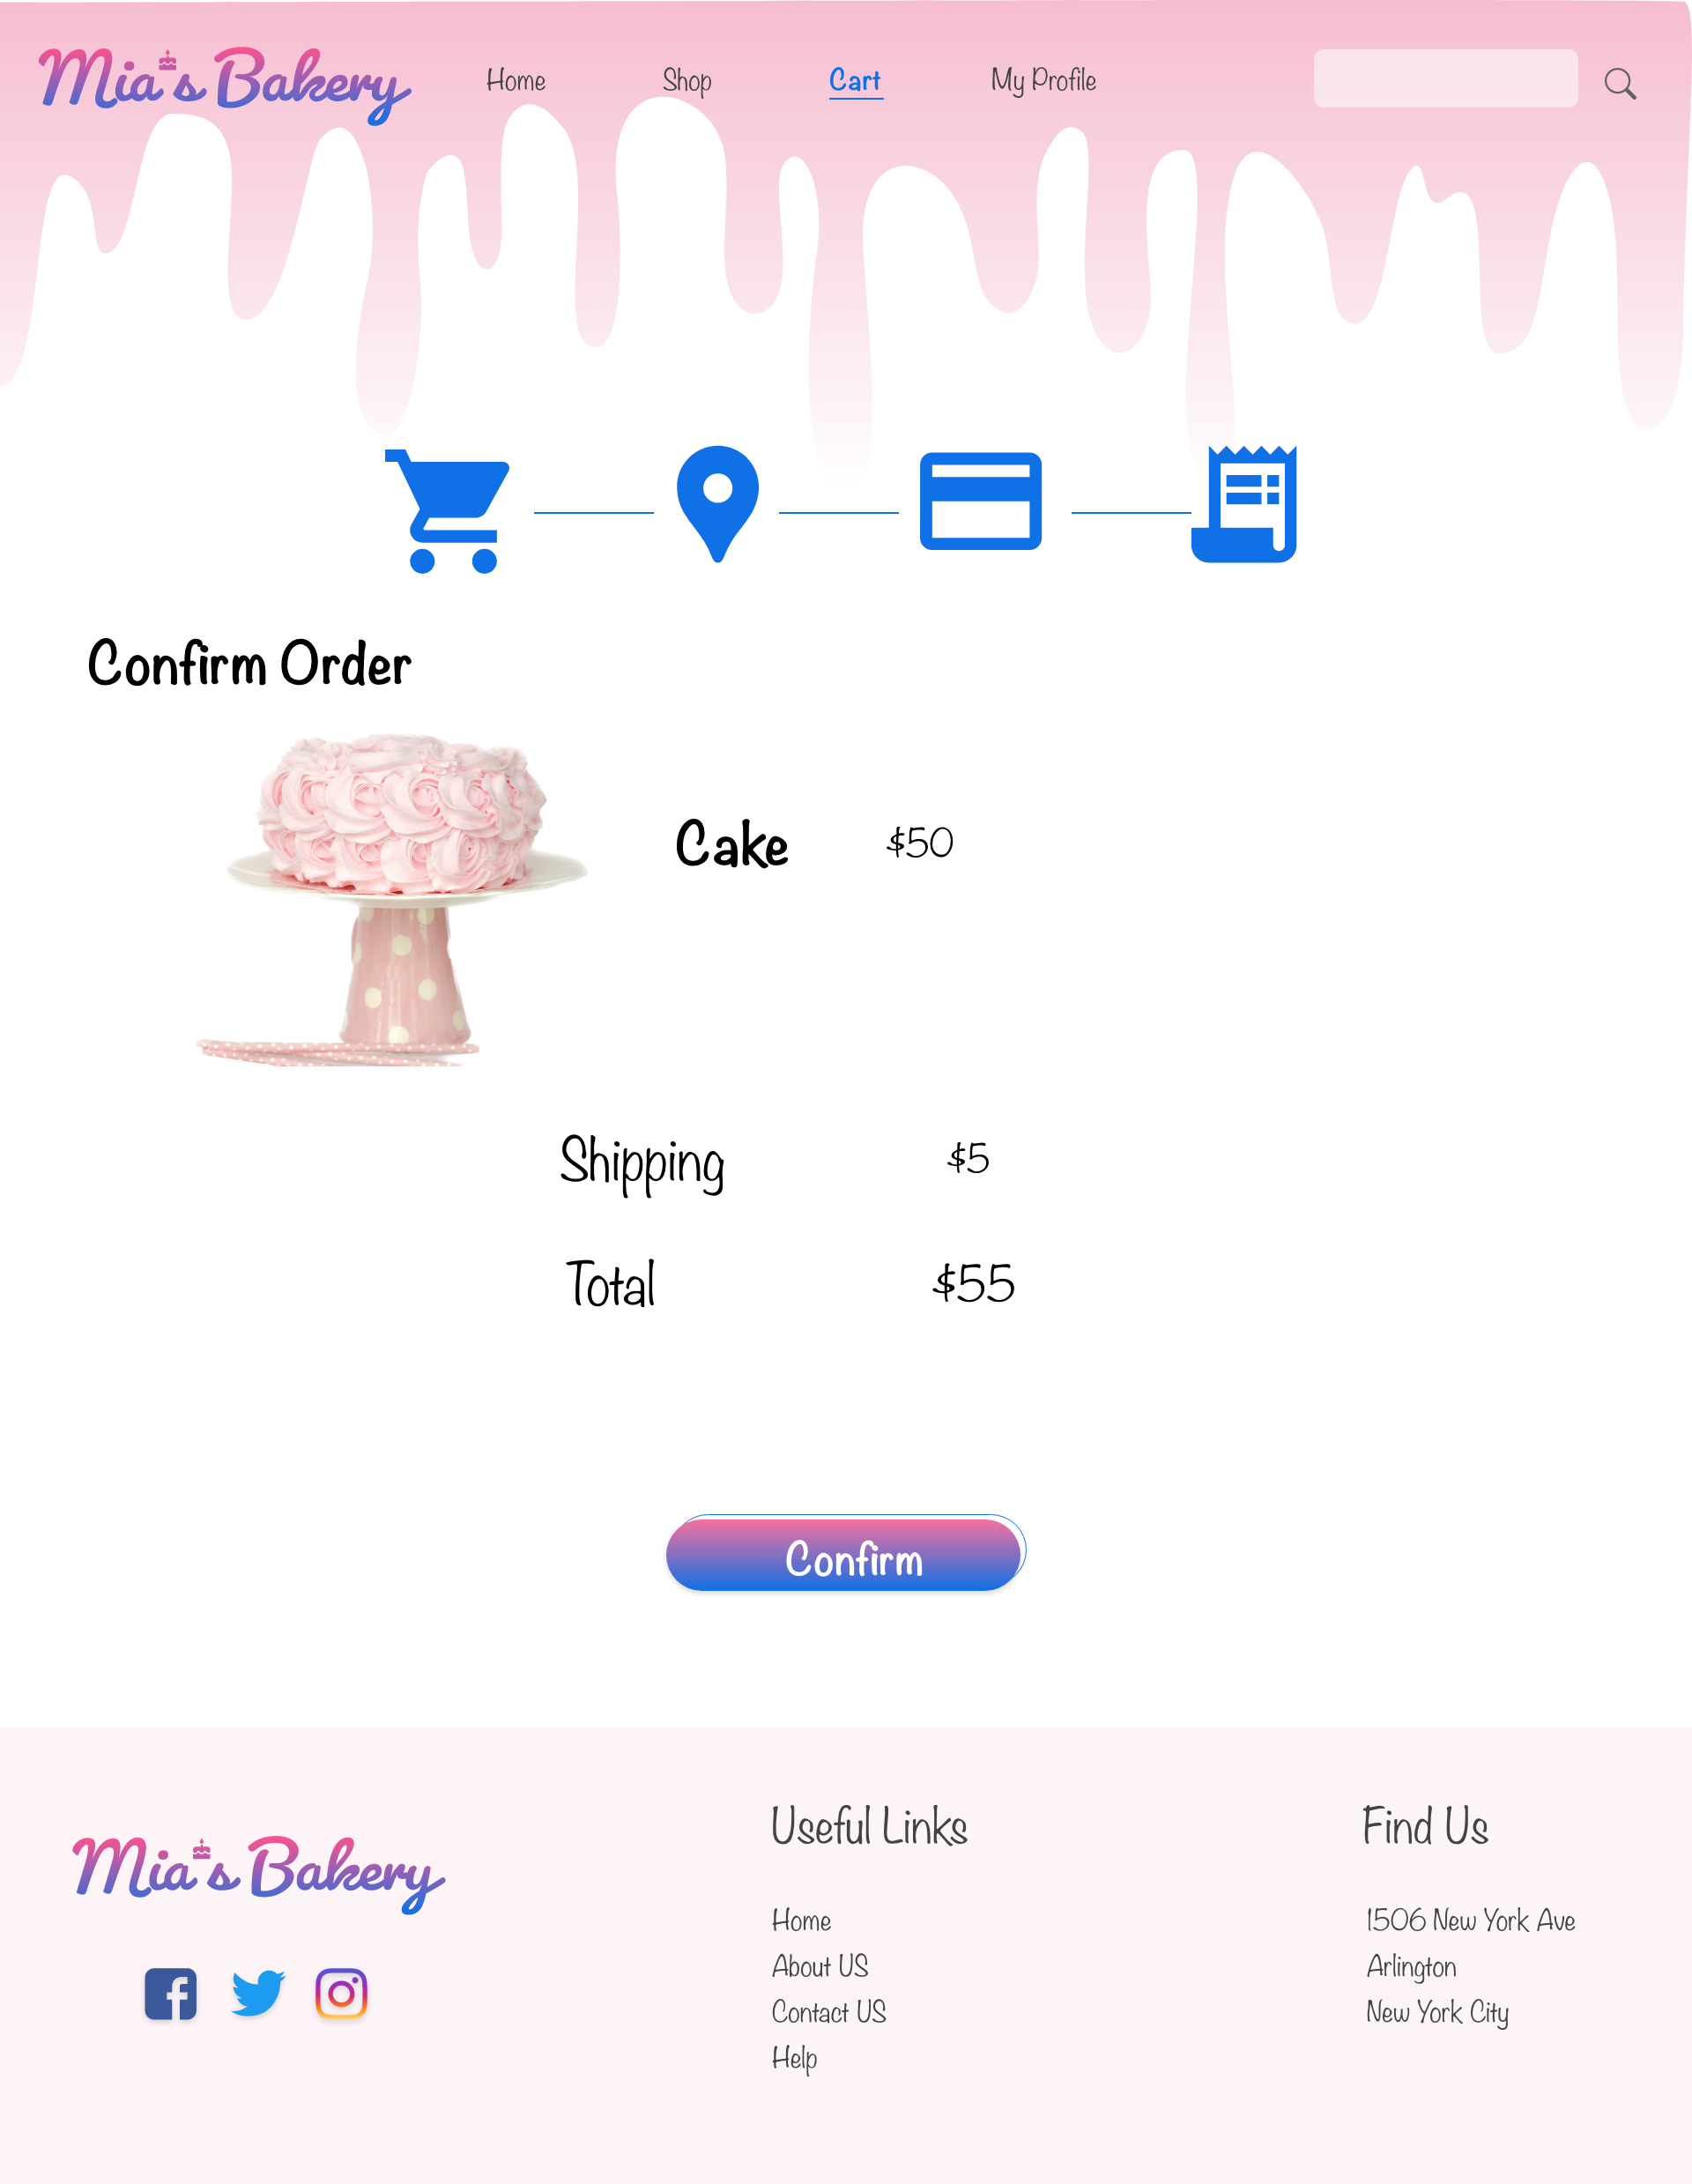 Mia's Bakery
Home
Shop
Cart
My Profile
Confirm Order
Cake
$50
Shipping
$5
Total
$55
Confirm
Mia's Bakery
Useful Links
Home
About US
Contact US
Help
Find Us
1506 New York Ave
Arlington
New York City